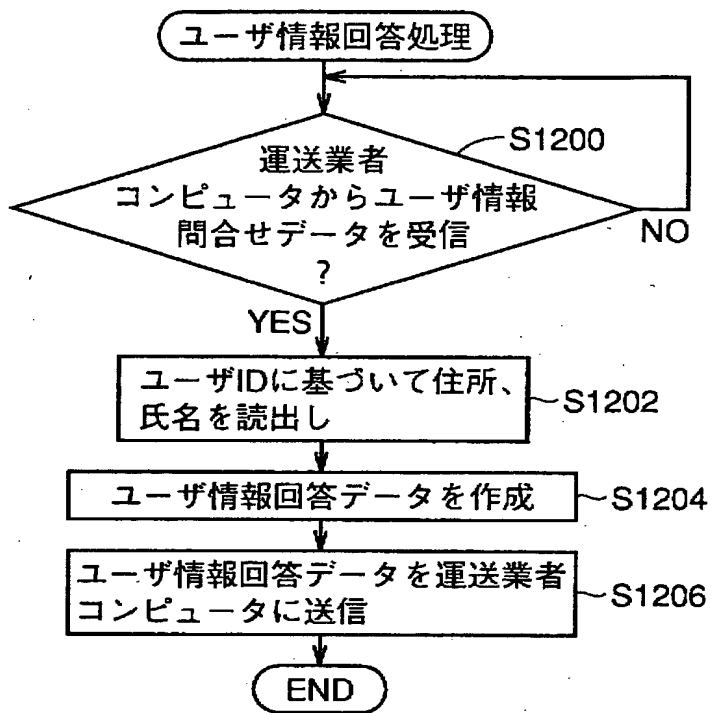 ユーザ情報回答処理
S1200
運送業者
コンピュータからユーザ情報
問合せデータを受信
?
NO
YES
ユーザIDに基づいて住所、
氏名を読出し
S1202
ユーザ情報回答データを作成
S1204
ユーザ情報回答データを運送業者
コンピュータに送信
S1206
END